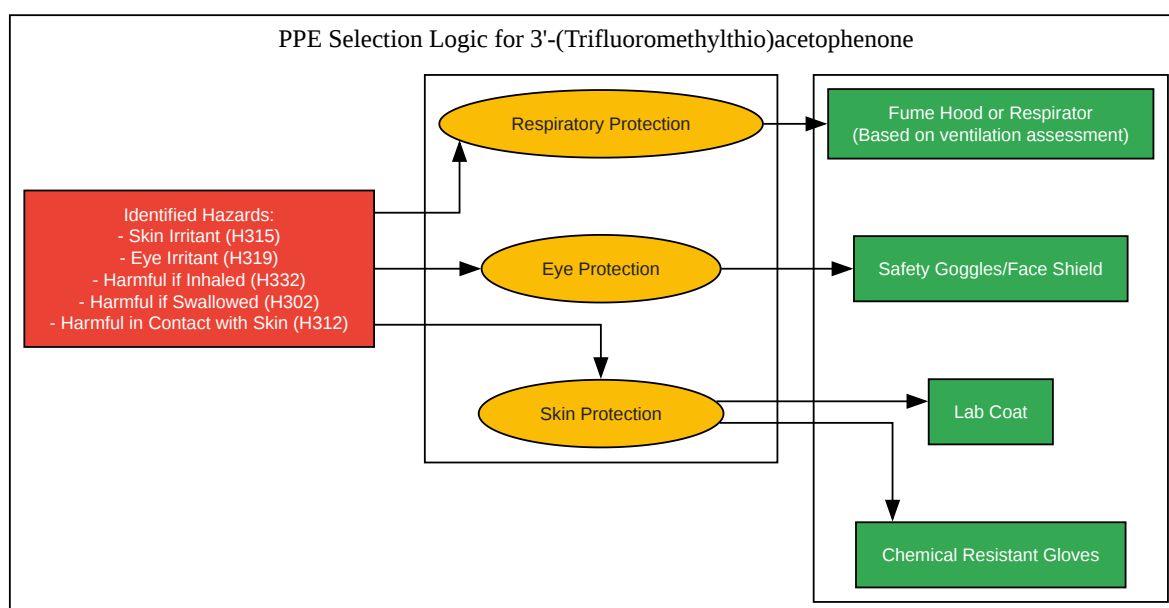 PPE Selection Logic for 3'-(Trifluoromethylthio)acetophenone
Identified Hazards:
- Skin Irritant (H315)
- Eye Irritant (H319)
- Harmful if Inhaled (H332)
- Harmful if Swallowed (H302)
- Harmful in Contact with Skin (H312)
Respiratory Protection
Eye Protection
Skin Protection
Fume Hood or Respirator
(Based on ventilation assessment)
Safety Goggles/Face Shield
Lab Coat
Chemical Resistant Gloves